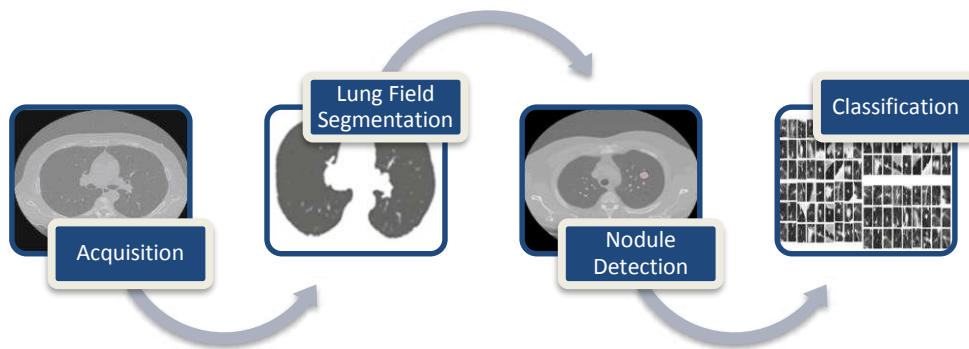 Acquisition
Lung Field
Segmentation
Nodule
Detection
Classification